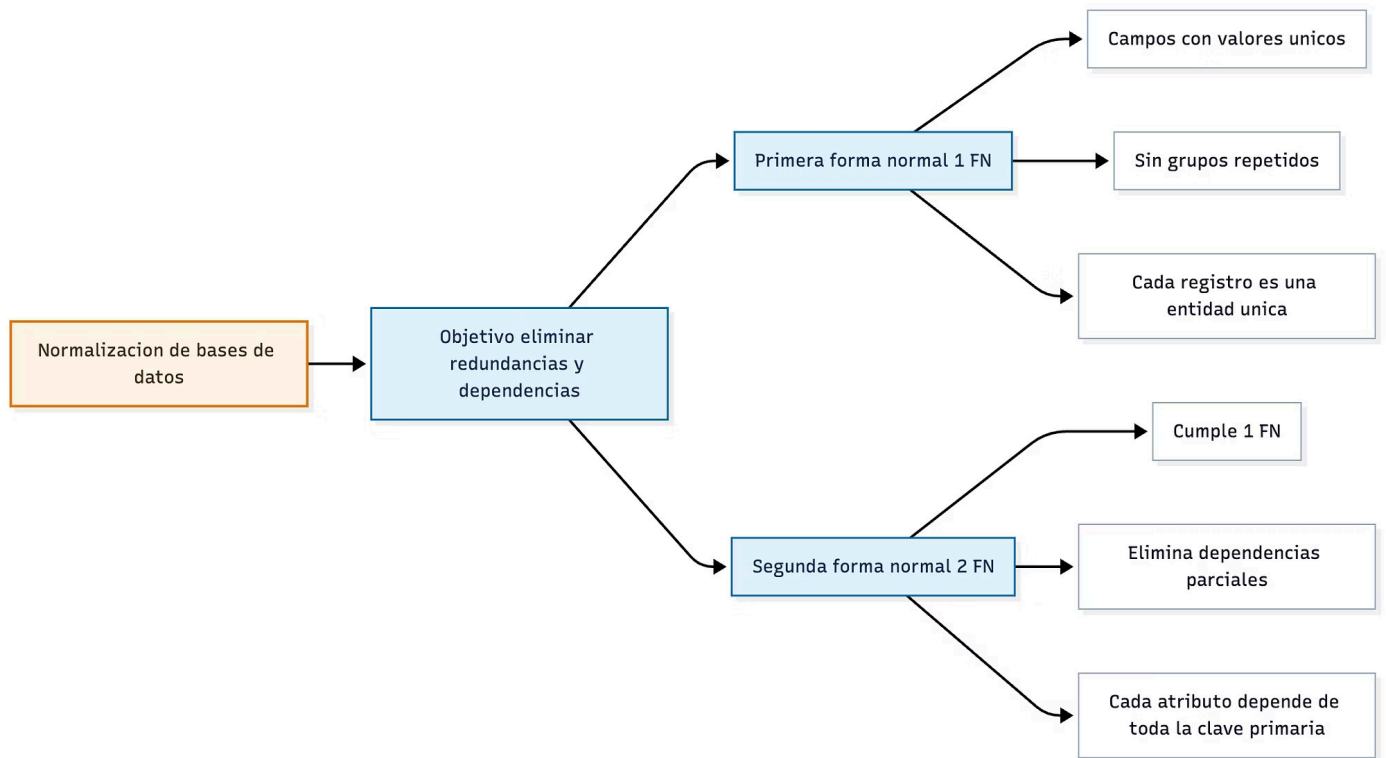 Normalizacion de bases de
datos
Objetivo eliminar
redundancias y
dependencias
Primera forma normal 1 FN
Campos con valores unicos
Sin grupos repetidos
Cada registro es una
entidad unica
Segunda forma normal 2 FN
Cumple 1 FN
Elimina dependencias
parciales
Cada atributo depende de
toda la clave primaria